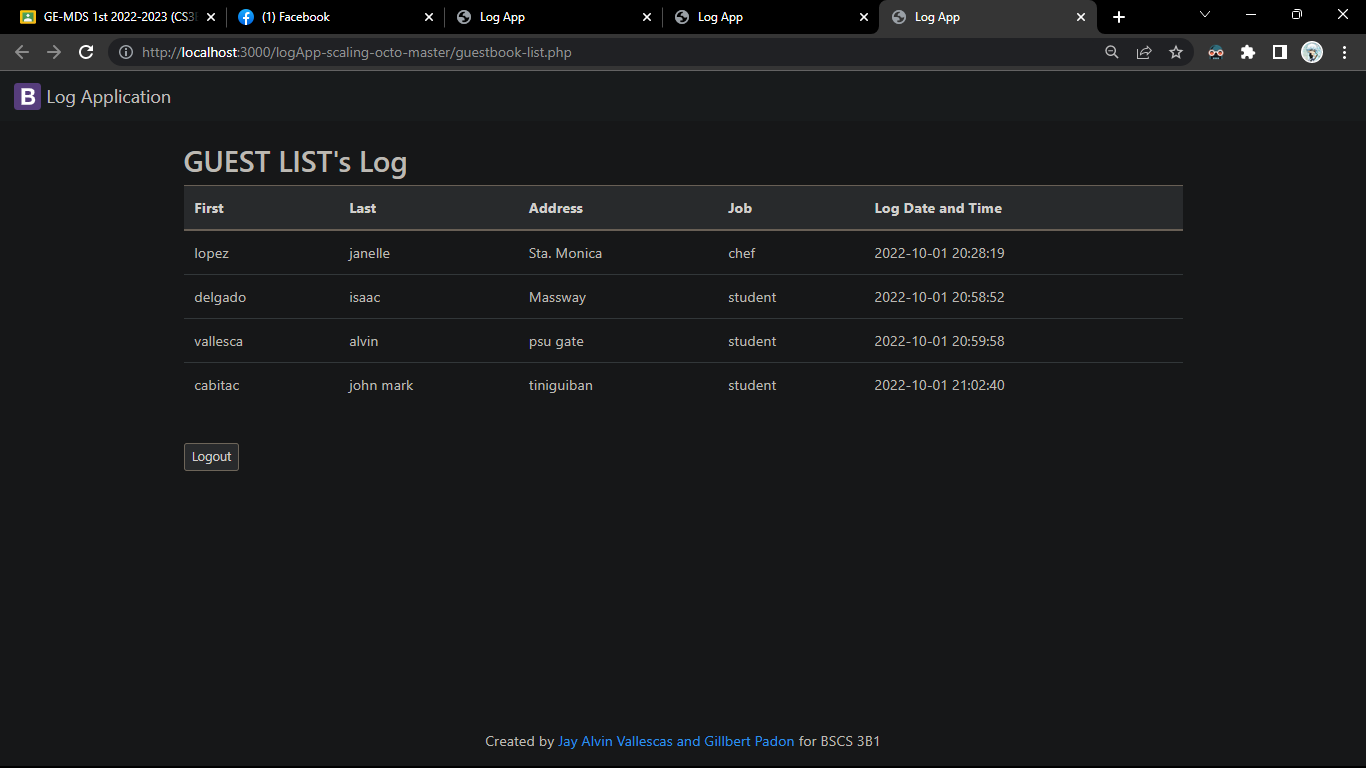 GE-MDS 1st 2022-2023 (CS3 (1) Facebook Log App Log App Log App
http://localhost:3000/logApp-scaling-octo-master/guestbook-list.php
B Log Application
GUEST LIST's Log
First Last Address Job Log Date and Time
lopez janelle Sta. Monica chef 2022-10-01 20:28:19
delgado isaac Massway student 2022-10-01 20:58:52
vallesca alvin psu gate student 2022-10-01 20:59:58
cabitac john mark tiniguiban student 2022-10-01 21:02:40
Logout
Created by Jay Alvin Vallescas and Gillbert Padon for BSCS 3B1